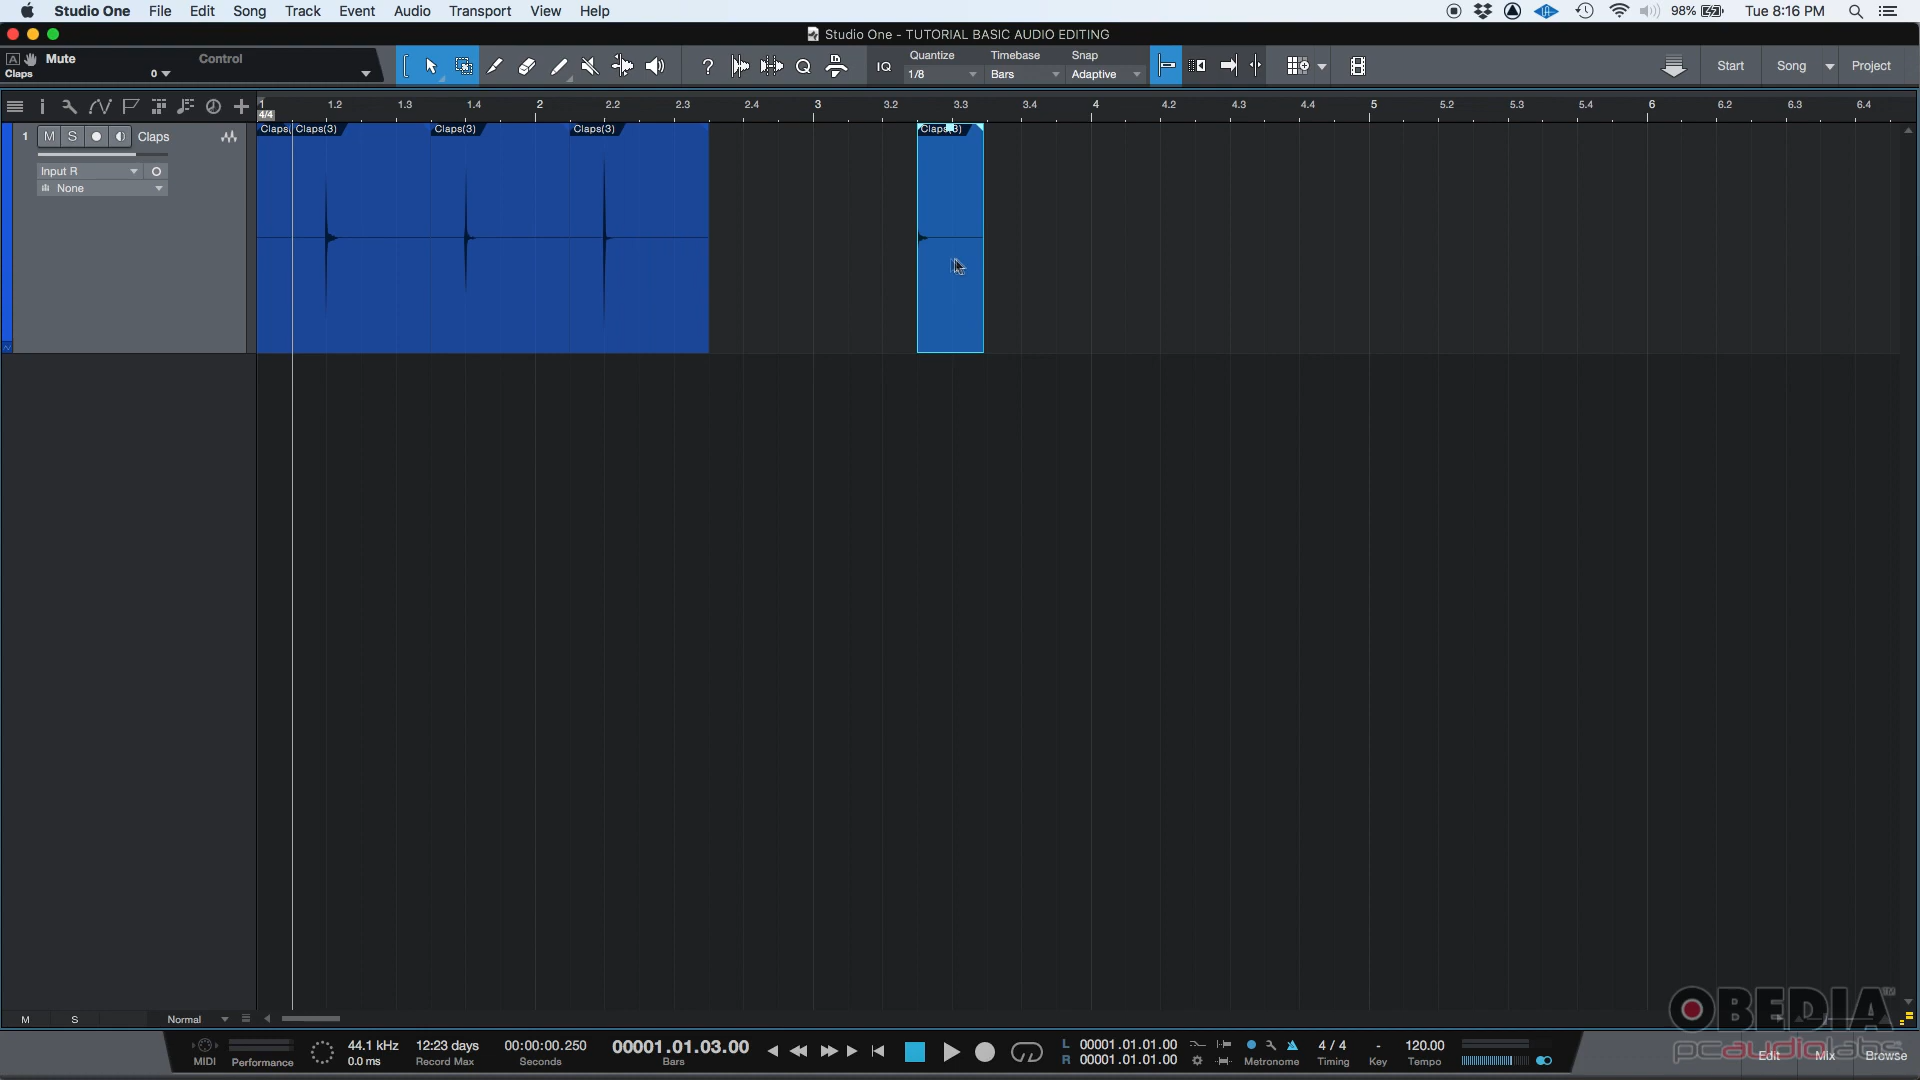 Studio One File Edit Song Track Event Audio Transport View Help 98% Tue 8:16 PM
Studio One - TUTORIAL BASIC AUDIO EDITING
A Mute Control
Claps 0
? IQ Quantize Timebase Snap
1/8 Bars Adaptive
Start Song Project
1 1.2 1.3 1.4 2 2.2 2.3 2.4 3 3.2 3.3 3.4 4 4.2 4.3 4.4 5 5.2 5.3 5.4 6 6.2 6.3 6.4
4/4
Claps( Claps(3) Claps(3) Claps(3) Claps(3)
1 M S Claps
Input R
None
M S Normal
OBEDIA
pcaudiolabs
MIDI Performance
44.1 kHz 12:23 days 00:00:00.250 00001.01.03.00
0.0 ms Record Max Seconds Bars
L 00001.01.01.00
R 00001.01.01.00
Metronome
4 / 4 - 120.00
Timing Key Tempo
Edit Mix Browse